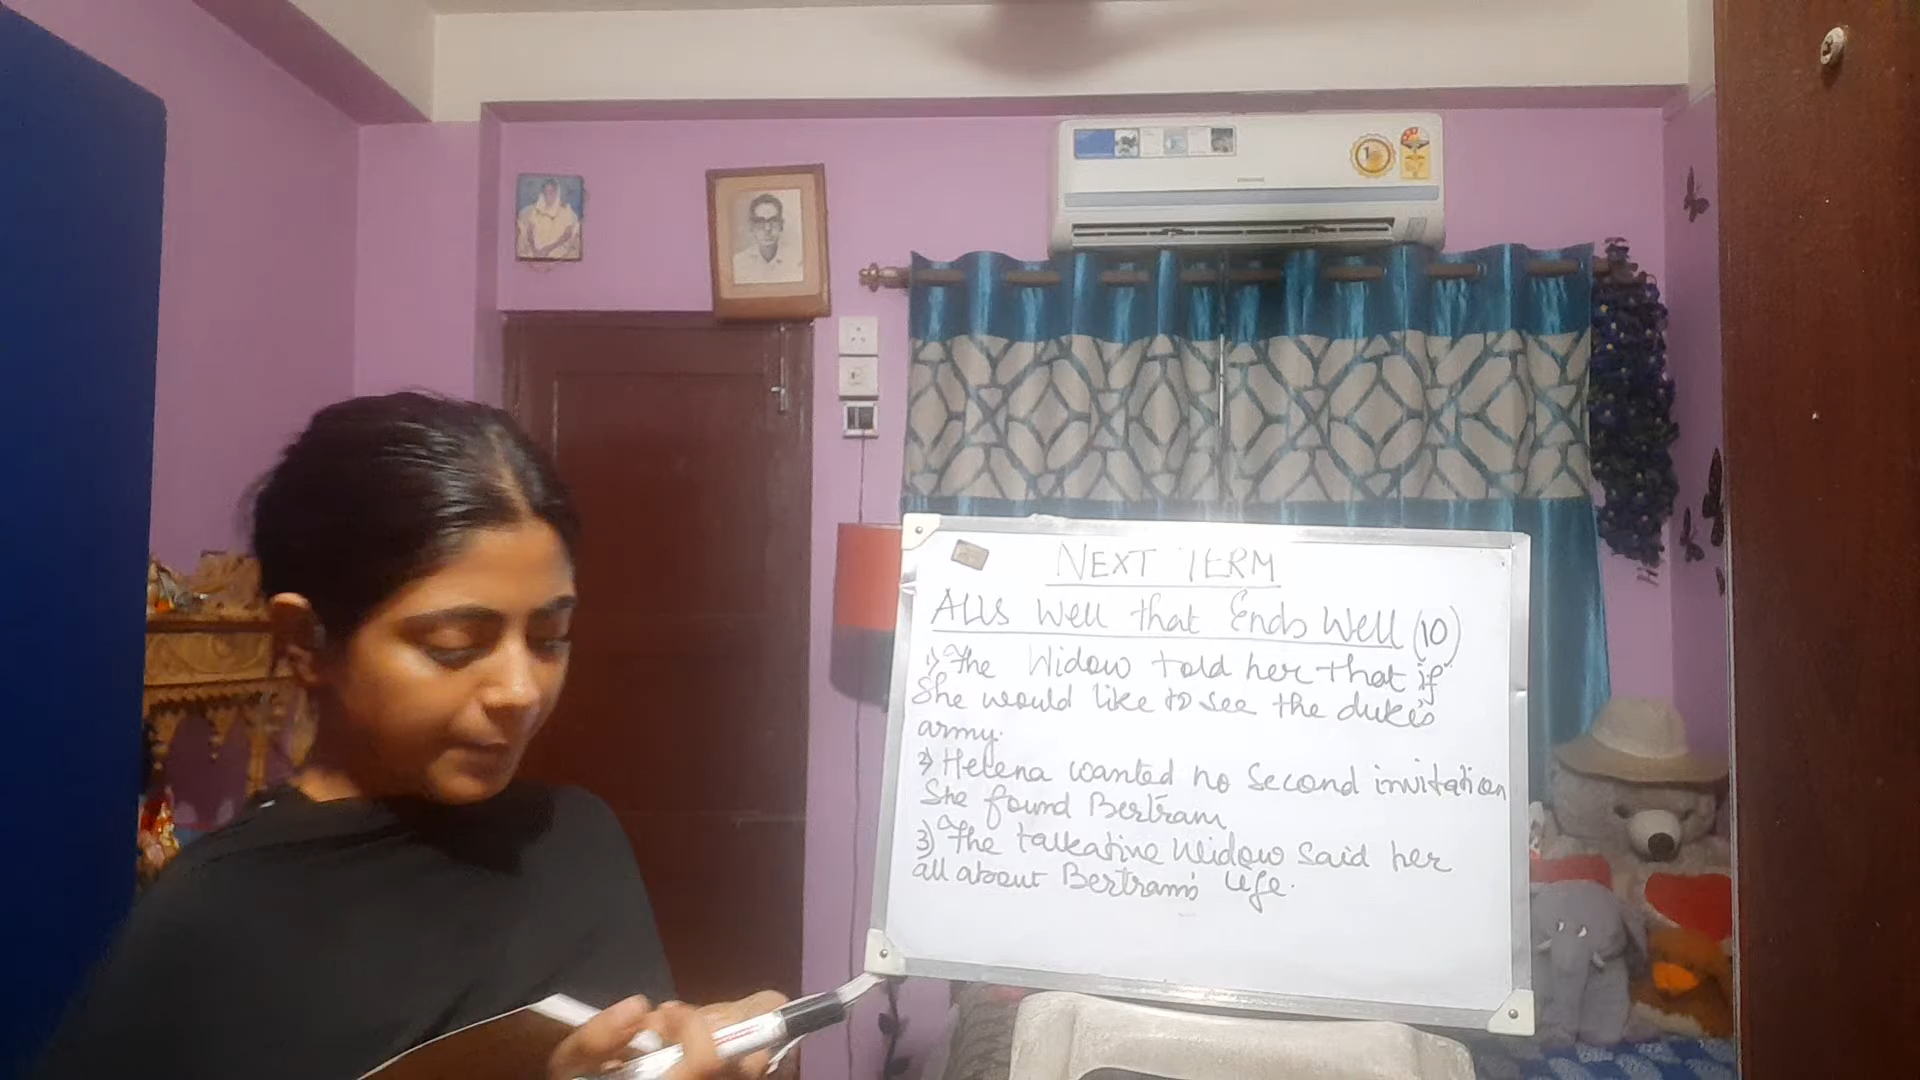 NEXT TERM
ALLS Well that Ends Well (10)
1) The Widow told her that if
She would like to see the duke's
army.
2) Helena wanted no Second invitation
She found Bertram
3) The talkative Widow Said her
all about Bertram's life.